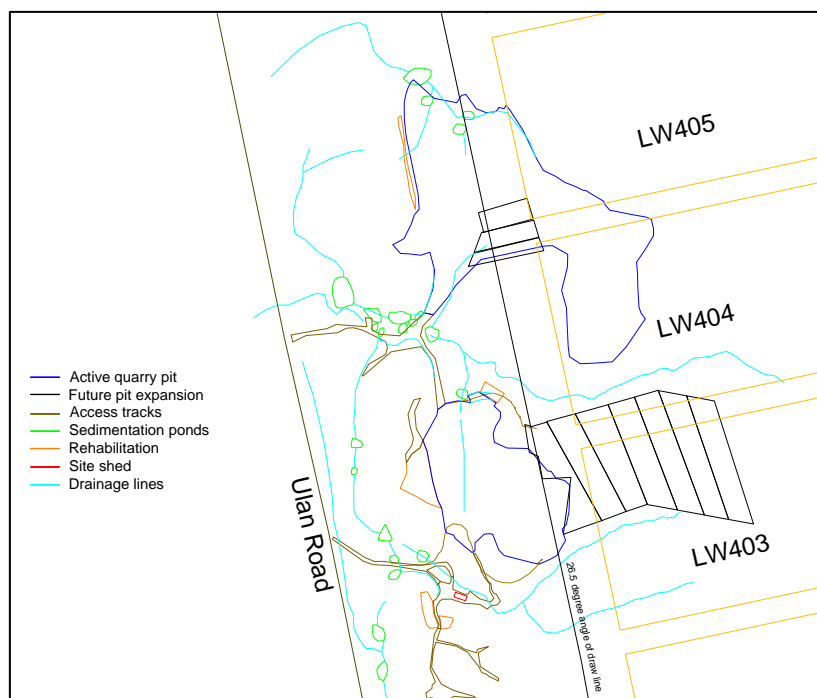 LW405
LW404
Active quarry pit
Future pit expansion
Access tracks
Sedimentation ponds
Rehabilitation
Site shed
Drainage lines
Ulan Road
LW403
26.5 degree angle of draw line